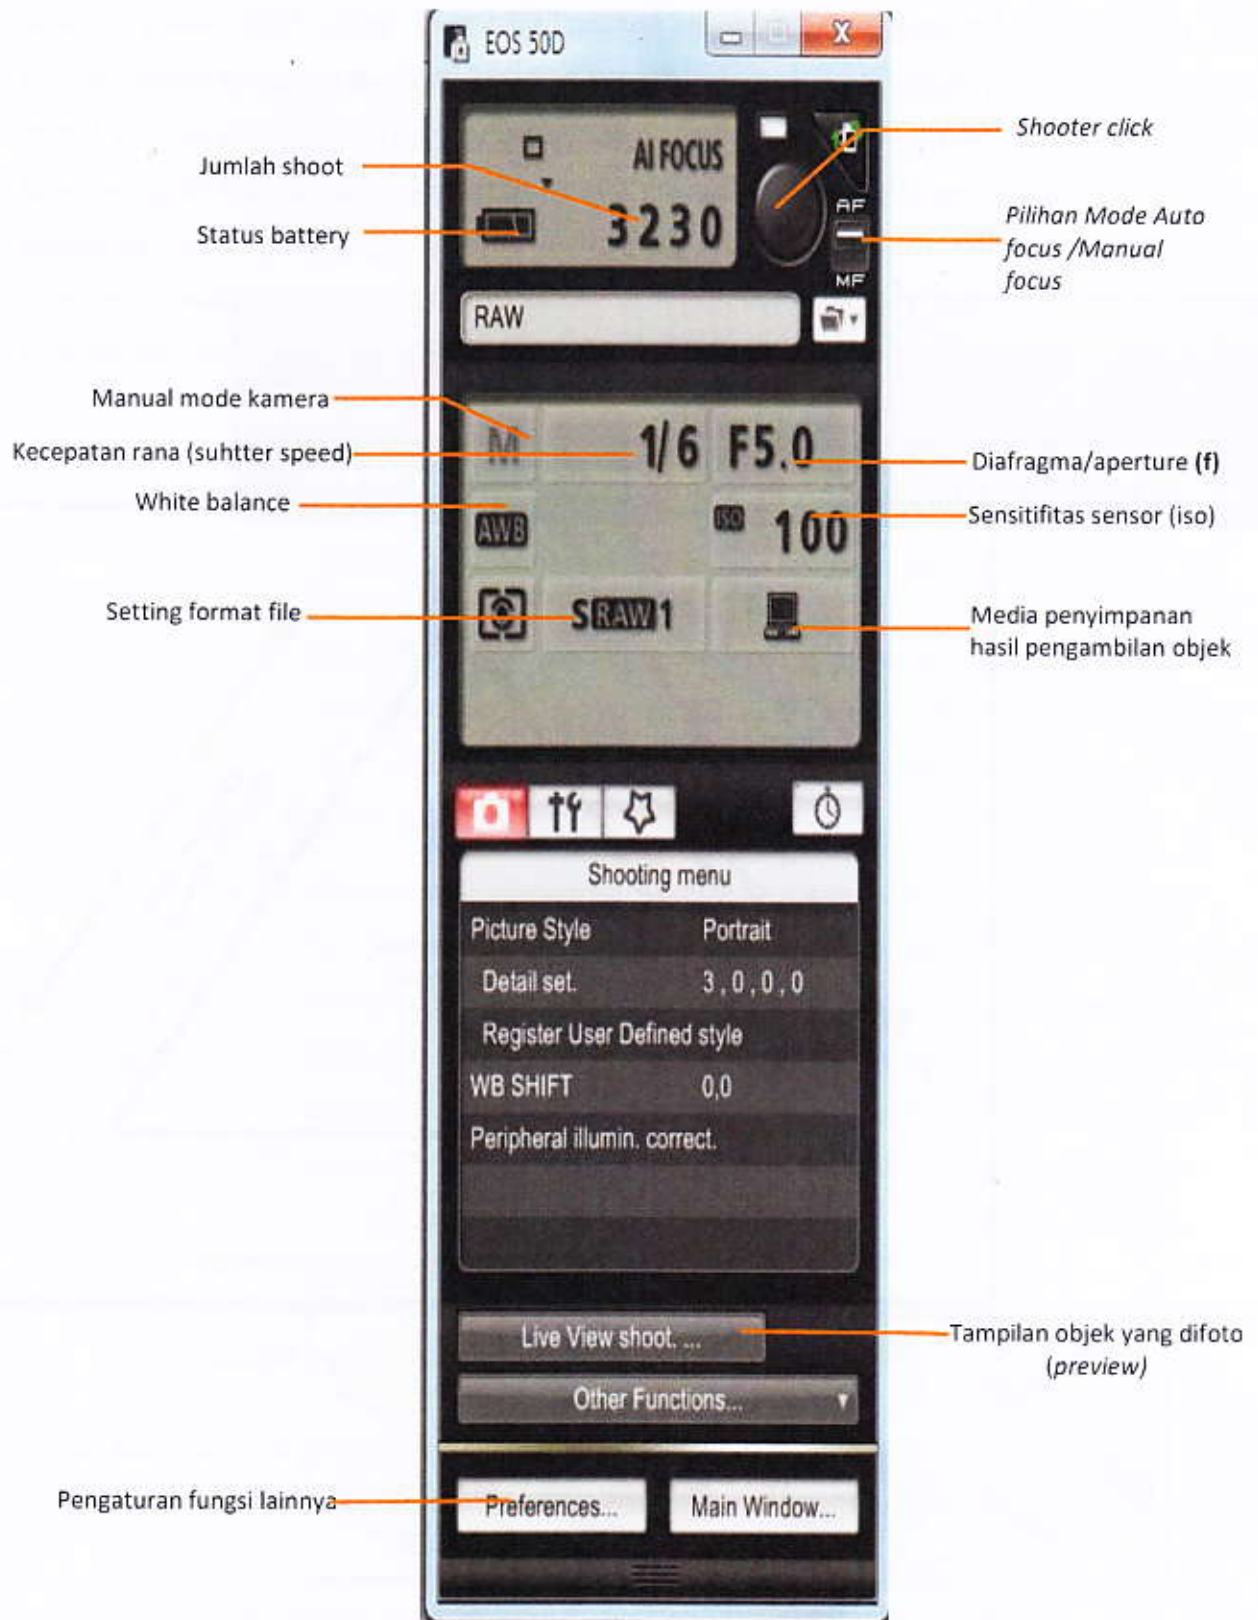 EOS 50D
Shooter click
AI FOCUS
Jumlah shoot
3230
AF
Pilihan Mode Auto
focus /Manual
focus
Status battery
MF
RAW
Manual mode kamera
M
1/6
F5.0
Kecepatan rana (suhtter speed)
Diafragma/aperture (f)
White balance
AWB
ISO
100
Sensitifitas sensor (iso)
Setting format file
S RAW 1
Media penyimpanan
hasil pengambilan objek
Shooting menu
Picture Style Portrait
Detail set. 3 , 0 , 0 , 0
Register User Defined style
WB SHIFT 0,0
Peripheral illumin. correct.
Live View shoot. ...
Tampilan objek yang difoto
(preview)
Other Functions...
Pengaturan fungsi lainnya
Preferences...
Main Window...